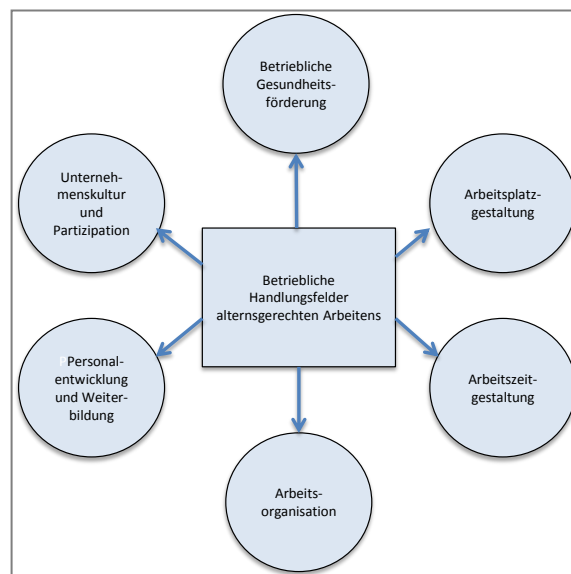 Betriebliche
Gesundheits-
förderung
Unterneh-
menskultur
und
Partizipation
Arbeitsplatz-
gestaltung
Betriebliche
Handlungsfelder
alternsgerechten Arbeitens
Personal-
entwicklung
und Weiter-
bildung
Arbeitszeit-
gestaltung
Arbeits-
organisation